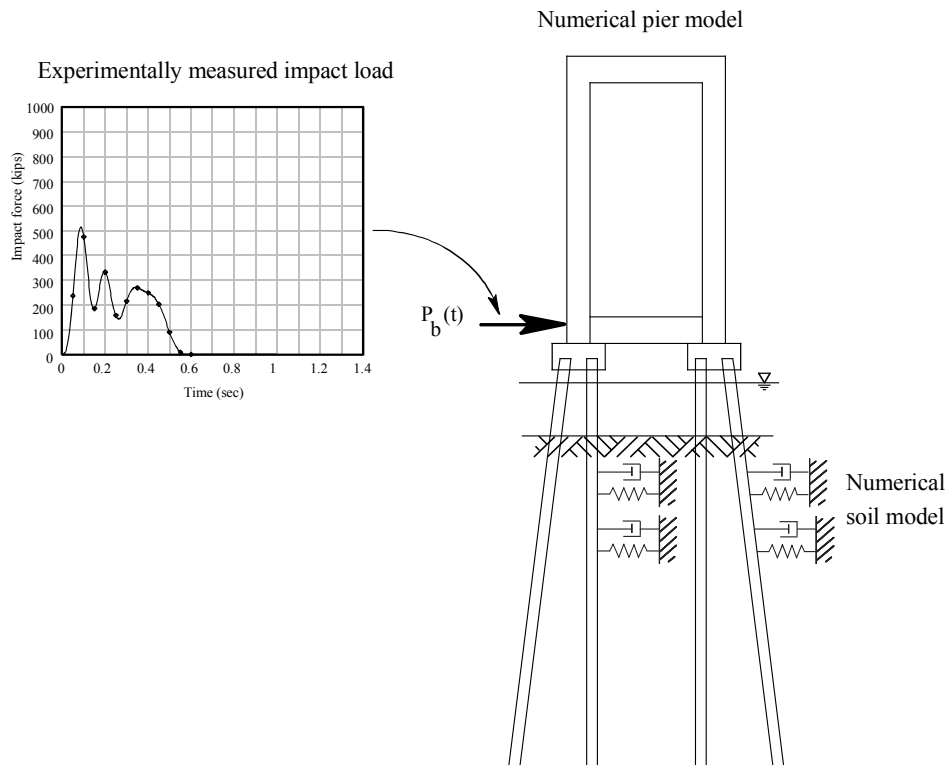 Numerical pier model
Experimentally measured impact load
1000
900
800
700
600
500
400
300
200
100
0
Impact force (kips)
0 0.2 0.4 0.6 0.8 1 1.2 1.4
Time (sec)
P_b(t)
Numerical
soil model